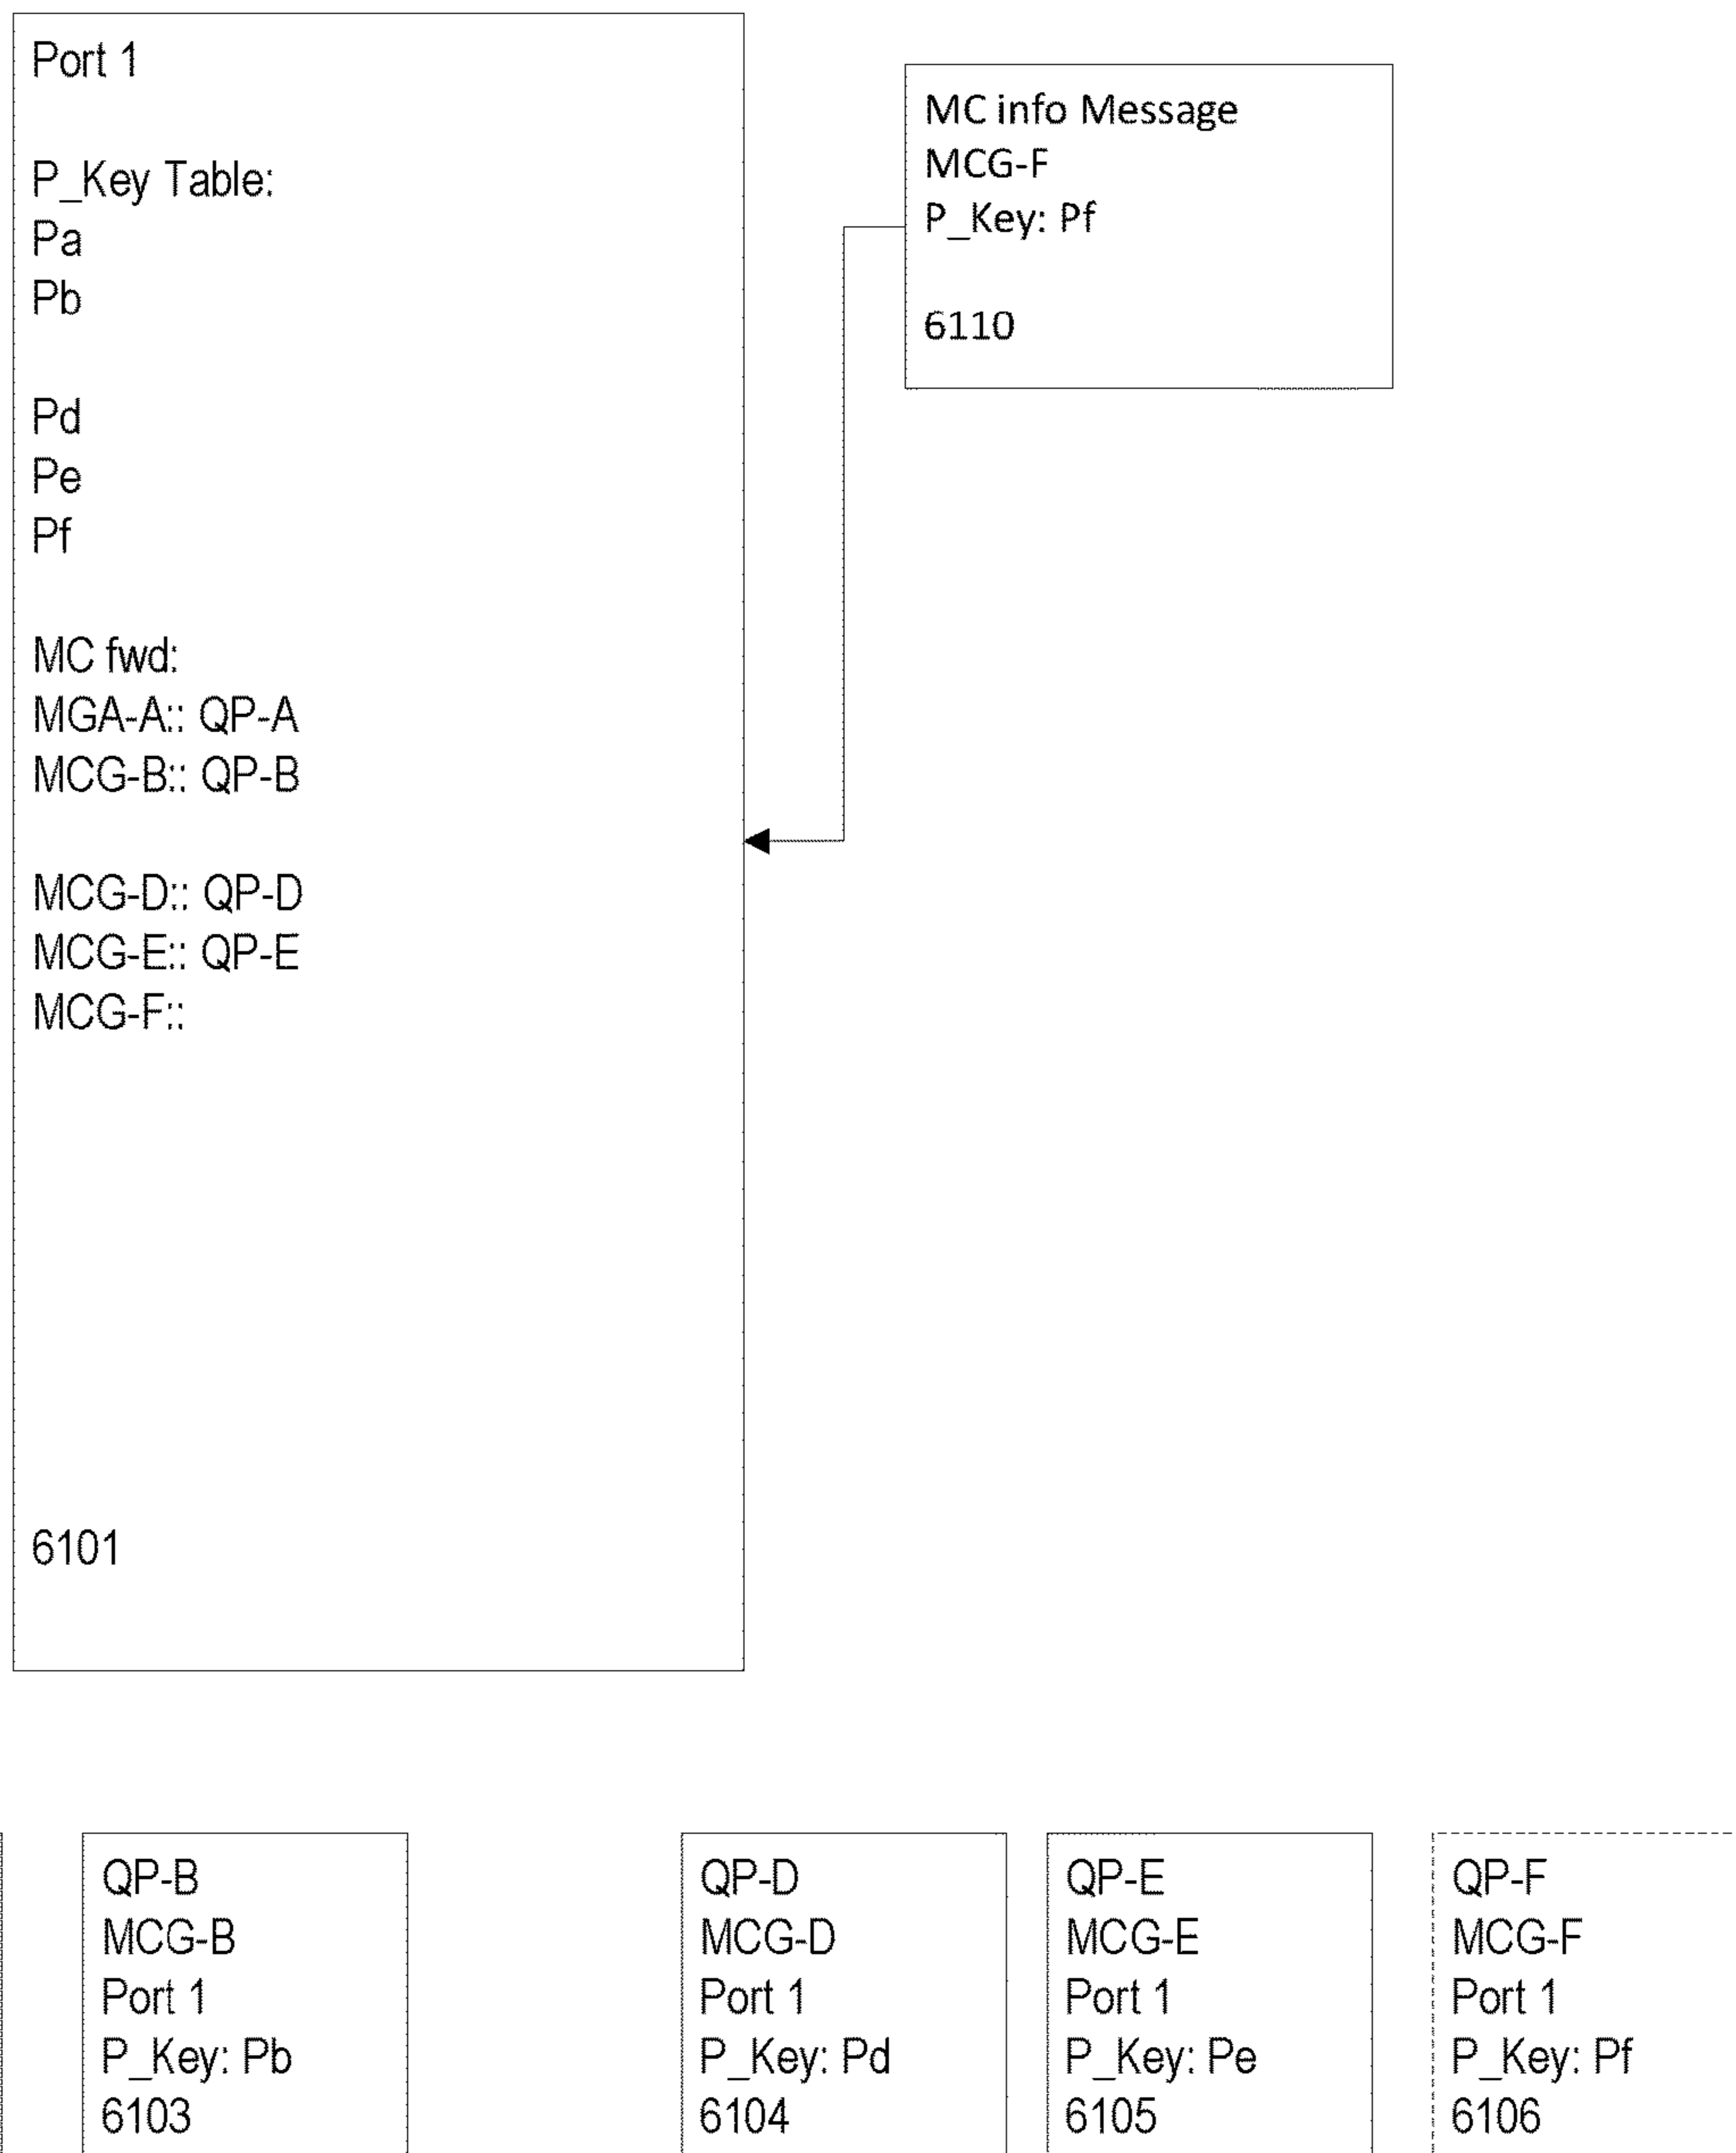 Port 1
P_Key Table:
Pa
Pb
Pd
Pe
Pf
MC fwd:
MGA-A:: QP-A
MCG-B:: QP-B
MCG-D:: QP-D
MCG-E:: QP-E
MCG-F::
6101
MC info Message
MCG-F
P_Key: Pf
6110
QP-B
MCG-B
Port 1
P_Key: Pb
6103
QP-D
MCG-D
Port 1
P_Key: Pd
6104
QP-E
MCG-E
Port 1
P_Key: Pe
6105
QP-F
MCG-F
Port 1
P_Key: Pf
6106